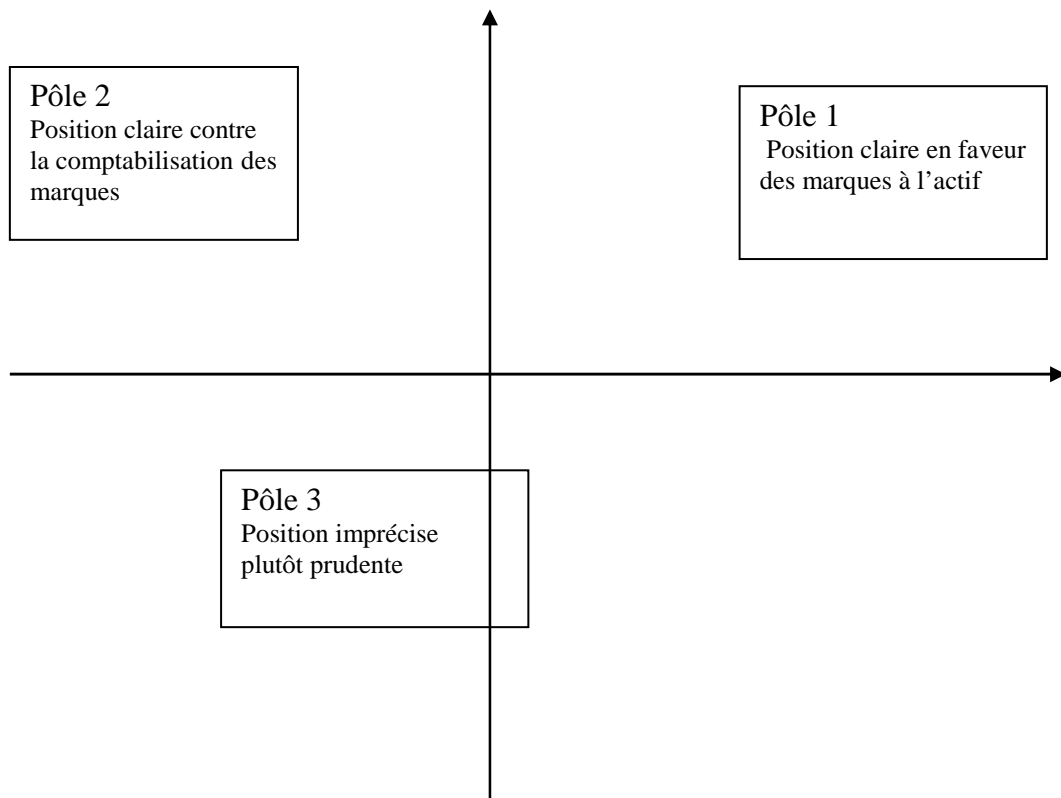 Pôle 2
Position claire contre
la comptabilisation des
marques
Pôle 1
Position claire en faveur
des marques à l’actif
Pôle 3
Position imprécise
plutôt prudente